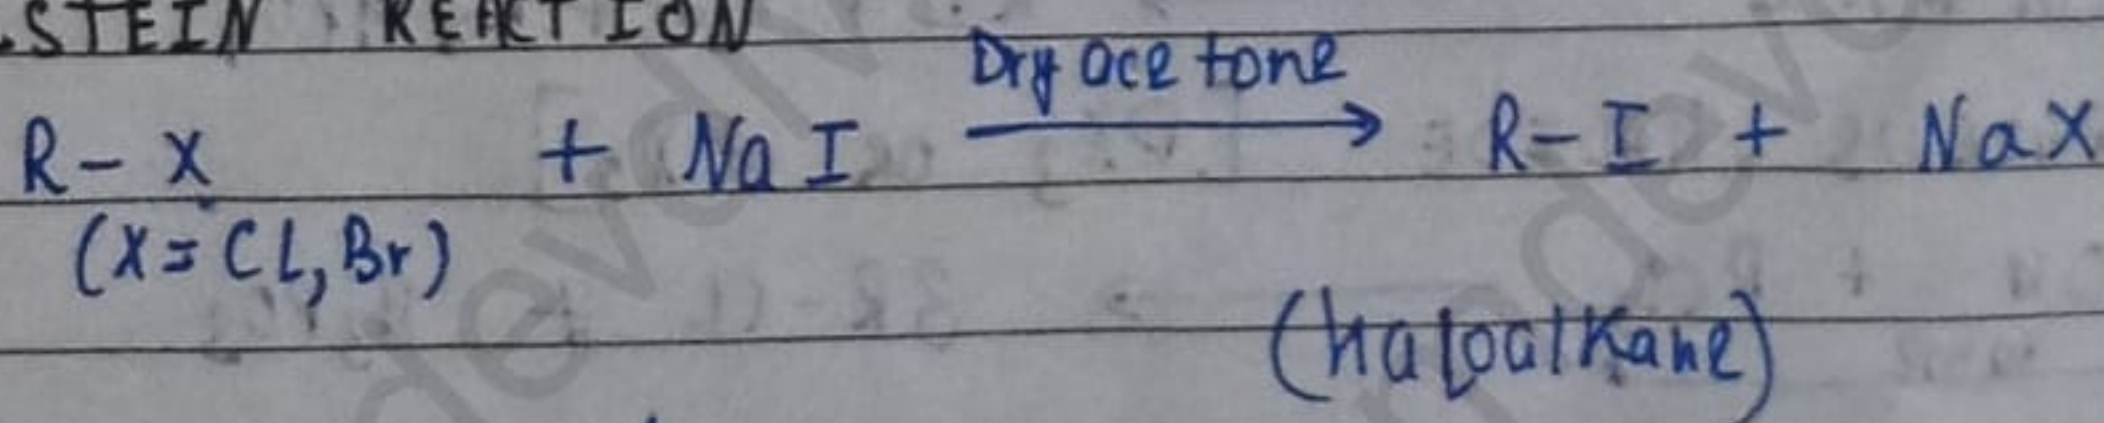 STEIN REACTION
Dry acetone
R - X + NaI → R-I + NaX
(X = Cl, Br)
(haloalkane)